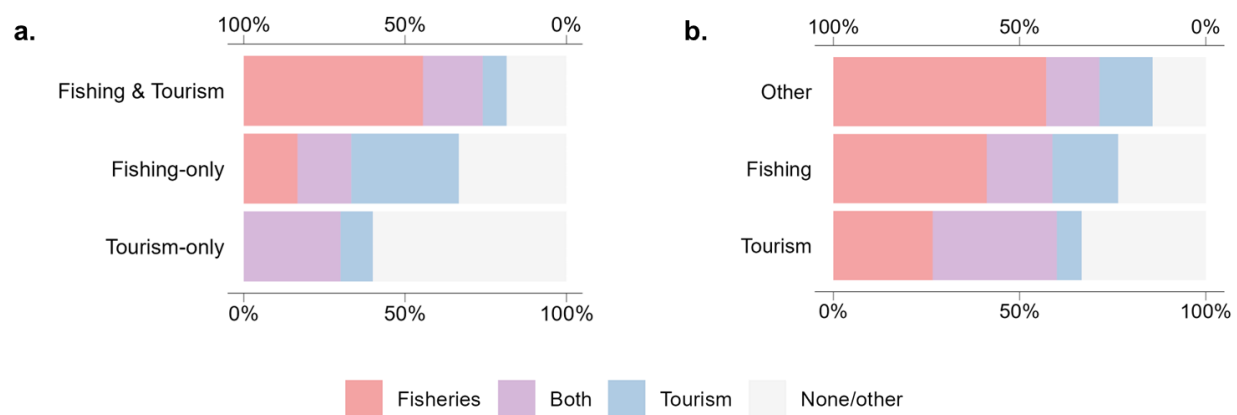 a.
100% 50% 0%
Fishing & Tourism
Fishing-only
Tourism-only
0% 50% 100%
b.
100% 50% 0%
Other
Fishing
Tourism
0% 50% 100%
Fisheries Both Tourism None/other